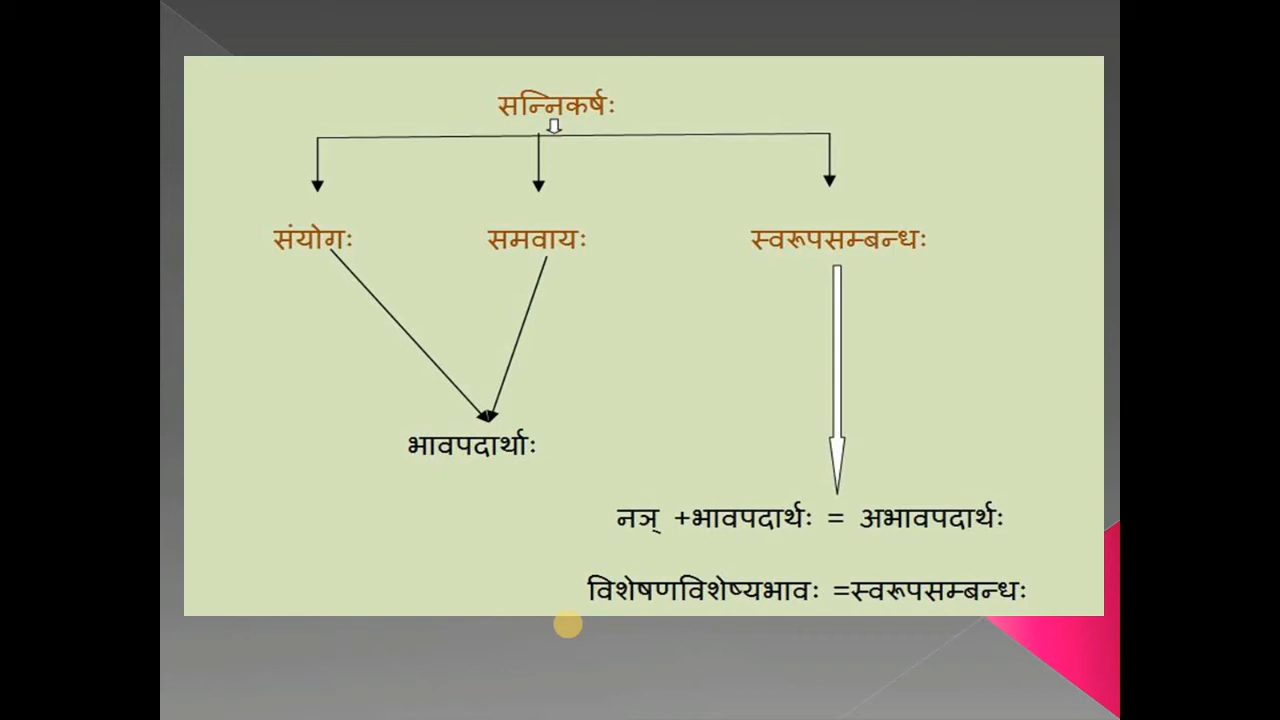 सन्निकर्षः
संयोगः समवायः स्वरूपसम्बन्धः
भावपदार्थाः
नञ् +भावपदार्थः = अभावपदार्थः
विशेषणविशेष्यभावः =स्वरूपसम्बन्धः